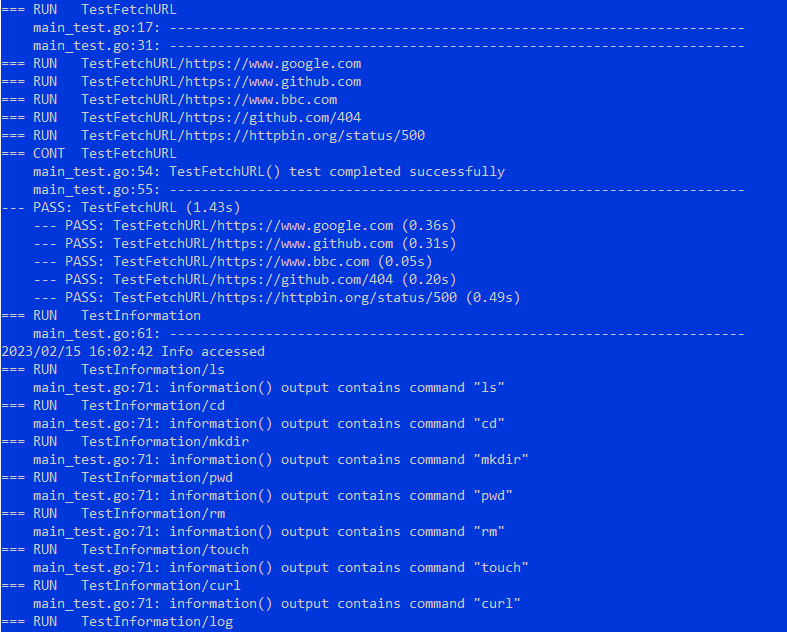 === RUN   TestFetchURL
    main_test.go:17: ------------------------------------------------------------------------
    main_test.go:31: ------------------------------------------------------------------------
=== RUN   TestFetchURL/https://www.google.com
=== RUN   TestFetchURL/https://www.github.com
=== RUN   TestFetchURL/https://www.bbc.com
=== RUN   TestFetchURL/https://github.com/404
=== RUN   TestFetchURL/https://httpbin.org/status/500
=== CONT  TestFetchURL
    main_test.go:54: TestFetchURL() test completed successfully
    main_test.go:55: ------------------------------------------------------------------------
--- PASS: TestFetchURL (1.43s)
    --- PASS: TestFetchURL/https://www.google.com (0.36s)
    --- PASS: TestFetchURL/https://www.github.com (0.31s)
    --- PASS: TestFetchURL/https://www.bbc.com (0.05s)
    --- PASS: TestFetchURL/https://github.com/404 (0.20s)
    --- PASS: TestFetchURL/https://httpbin.org/status/500 (0.49s)
=== RUN   TestInformation
    main_test.go:61: ------------------------------------------------------------------------
2023/02/15 16:02:42 Info accessed
=== RUN   TestInformation/ls
    main_test.go:71: information() output contains command "ls"
=== RUN   TestInformation/cd
    main_test.go:71: information() output contains command "cd"
=== RUN   TestInformation/mkdir
    main_test.go:71: information() output contains command "mkdir"
=== RUN   TestInformation/pwd
    main_test.go:71: information() output contains command "pwd"
=== RUN   TestInformation/rm
    main_test.go:71: information() output contains command "rm"
=== RUN   TestInformation/touch
    main_test.go:71: information() output contains command "touch"
=== RUN   TestInformation/curl
    main_test.go:71: information() output contains command "curl"
=== RUN   TestInformation/log